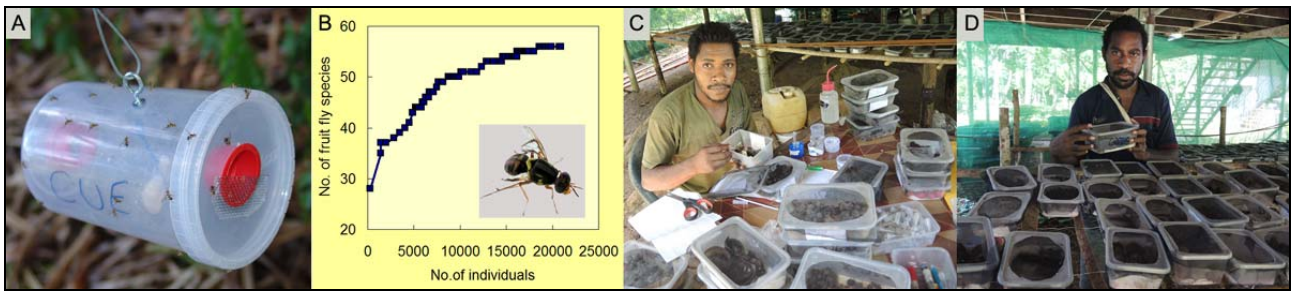 A
CUE
B
No. of fruit fly species
60
50
40
30
20
0 5000 10000 15000 20000 25000
No.of individuals
C
D